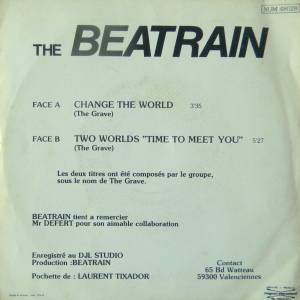 THE BEATRAIN
FACE A CHANGE THE WORLD 3'35
(The Grave)
FACE B TWO WORLDS "TIME TO MEET YOU" 5'27
(The Grave)
Les deux titres ont été composés par le groupe,
sous le nom de The Grave.
BEATRAIN tient a remercier
Mr DEFERT pour son aimable collaboration
Enregistré au DJL STUDIO
Production : BEATRAIN
Pochette de : LAURENT TIXADOR
Contact
65 Bd Watteau
59300 Valenciennes